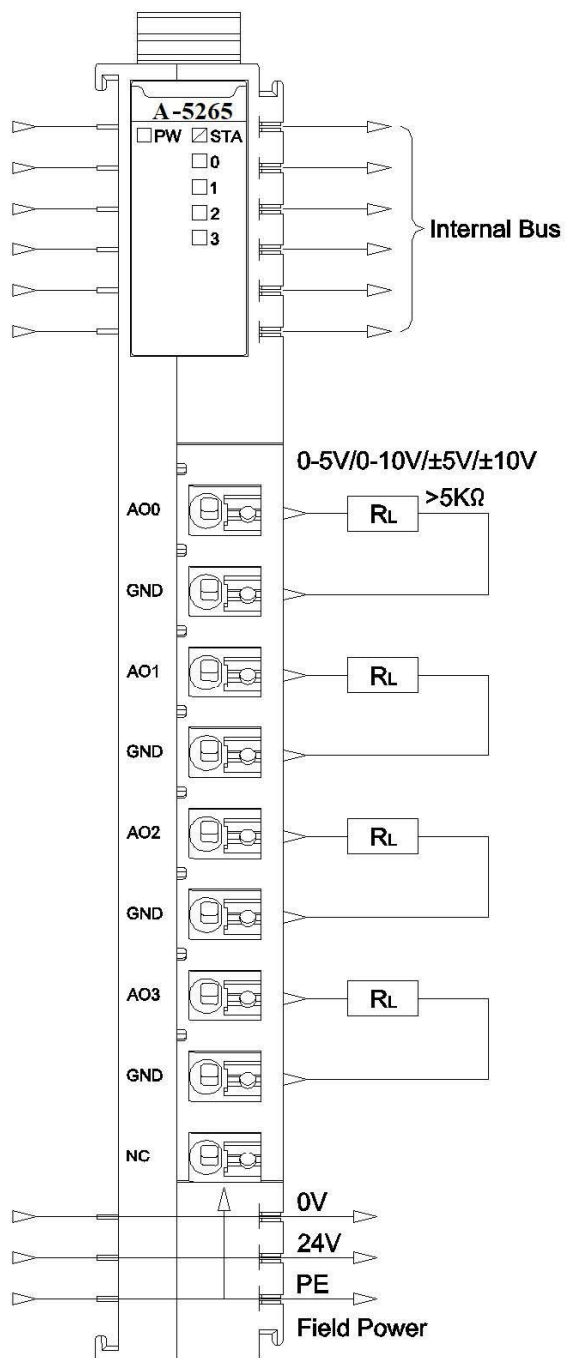 A-5265
PW STA
0
1
2
3
Internal Bus
0-5V/0-10V/±5V/±10V
>5KΩ
AO0
RL
GND
AO1
RL
GND
AO2
RL
GND
AO3
RL
GND
NC
0V
24V
PE
Field Power